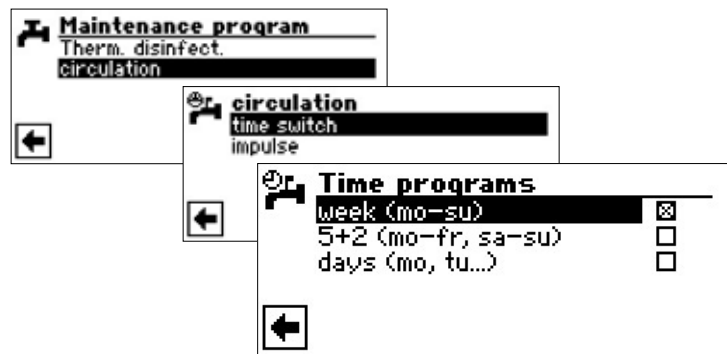 Maintenance program
Therm. disinfect.
circulation
circulation
time switch
impulse
Time programs
week (mo-su)
5+2 (mo-fr, sa-su)
days (mo, tu...)